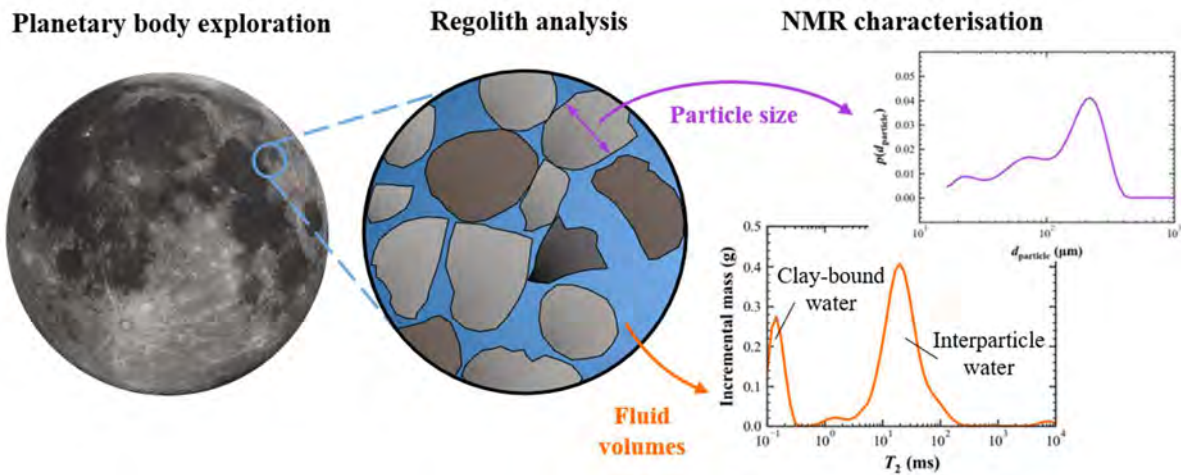 Planetary body exploration
Regolith analysis
NMR characterisation
Particle size
p(d_particle)
0.05
0.04
0.03
0.02
0.01
0.00
10¹
10²
10³
d_particle (μm)
Fluid
volumes
Incremental mass (g)
0.5
0.4
0.3
0.2
0.1
0.0
Clay-bound
water
Interparticle
water
10⁻¹
10⁰
10¹
10²
10³
10⁴
T₂ (ms)